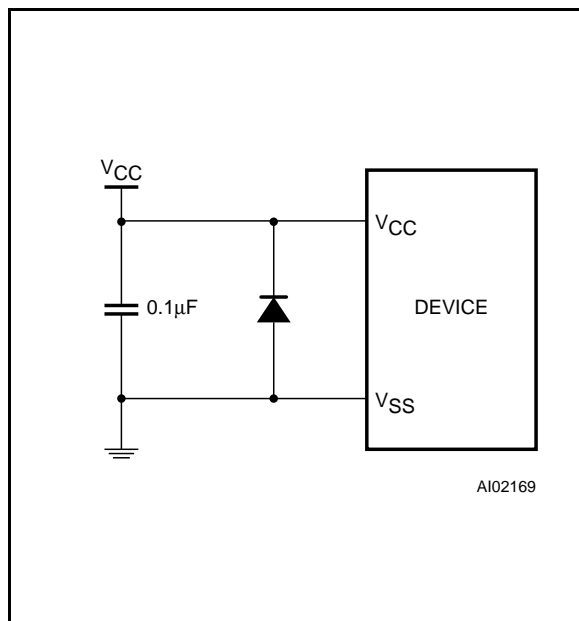 VCC
VCC
0.1μF
DEVICE
VSS
AI02169